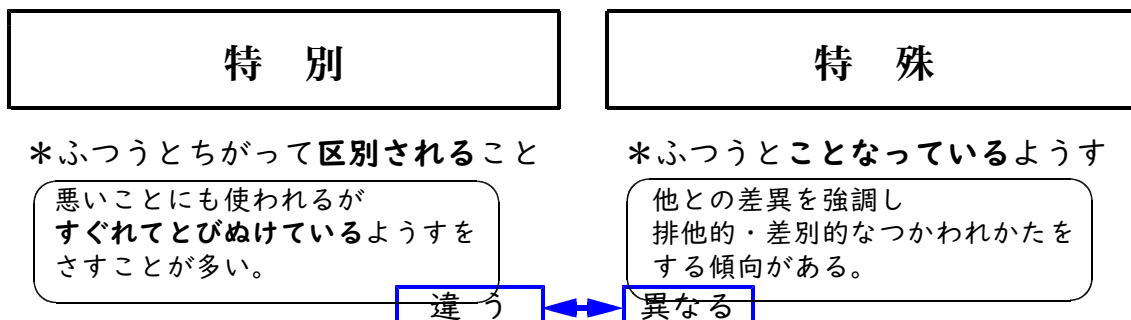 特 別
＊ふつうとちがって区別されること
悪いことにも使われるが
すぐれてとびぬけているようすを
さすことが多い。
違 う
特 殊
＊ふつうとことなっているようす
他との差異を強調し
排他的・差別的なつかわれかたを
する傾向がある。
異なる